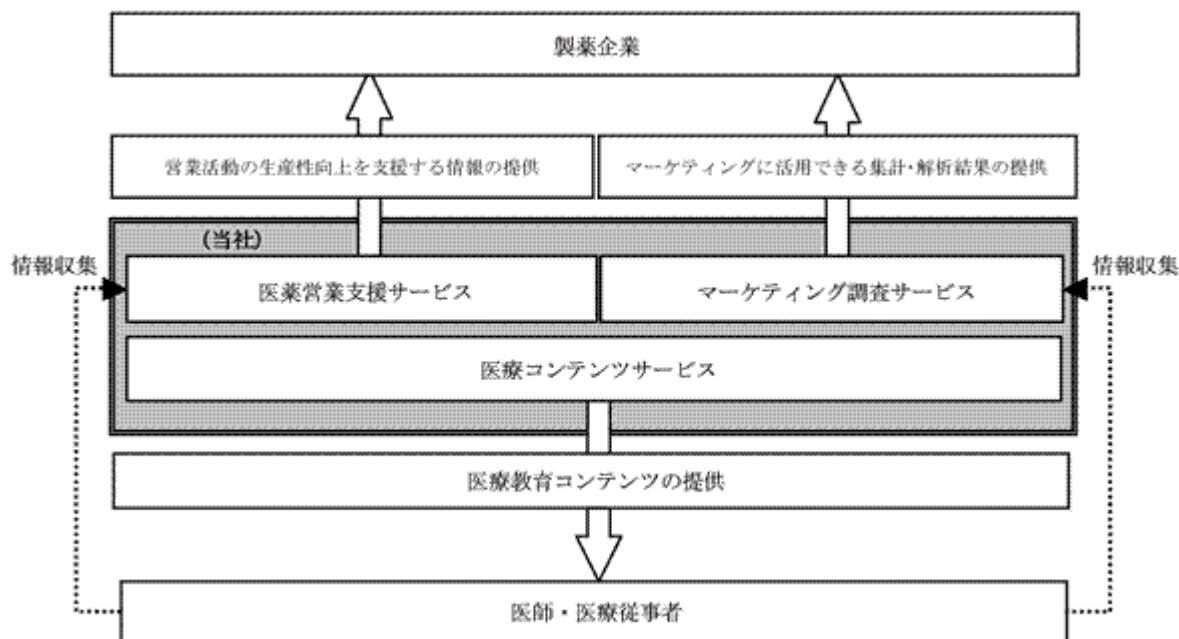 製薬企業
営業活動の生産性向上を支援する情報の提供
マーケティングに活用できる集計・解析結果の提供
(当社)
情報収集
情報収集
医薬営業支援サービス
マーケティング調査サービス
医療コンテンツサービス
医療教育コンテンツの提供
医師・医療従事者